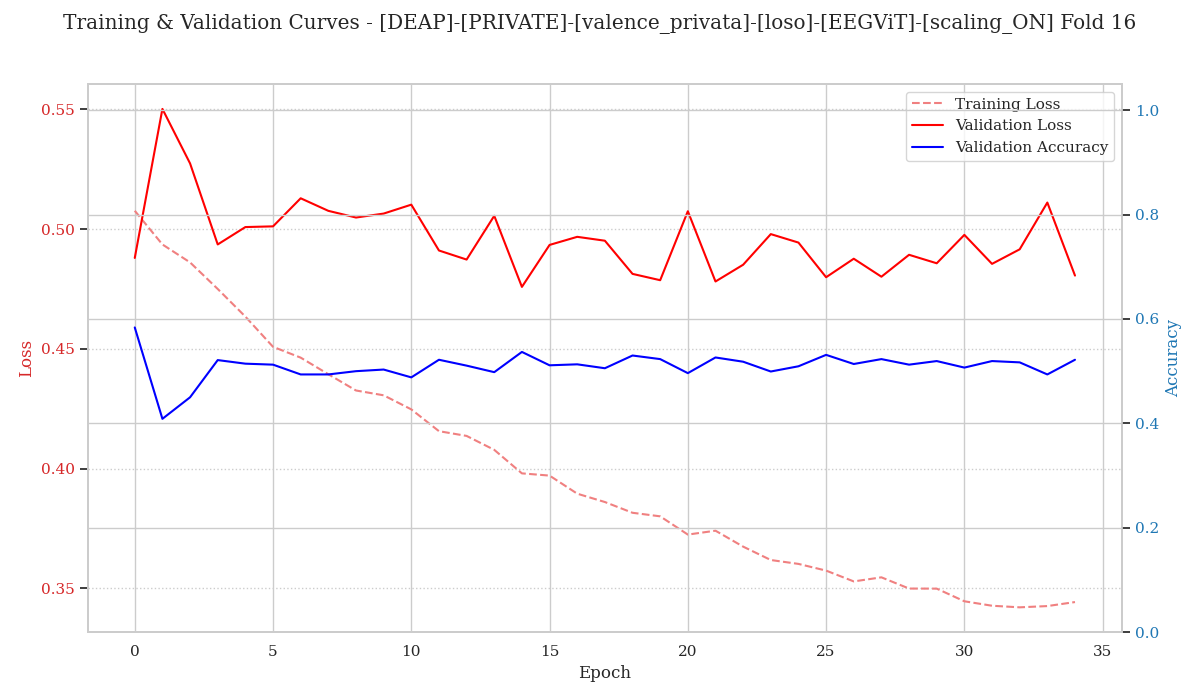 Training & Validation Curves - [DEAP]-[PRIVATE]-[valence_privata]-[loso]-[EEGViT]-[scaling_ON] Fold 16
Training Loss
Validation Loss
Validation Accuracy
0.55
0.50
0.45
0.40
0.35
Loss
1.0
0.8
0.6
0.4
0.2
0.0
Accuracy
0 5 10 15 20 25 30 35
Epoch